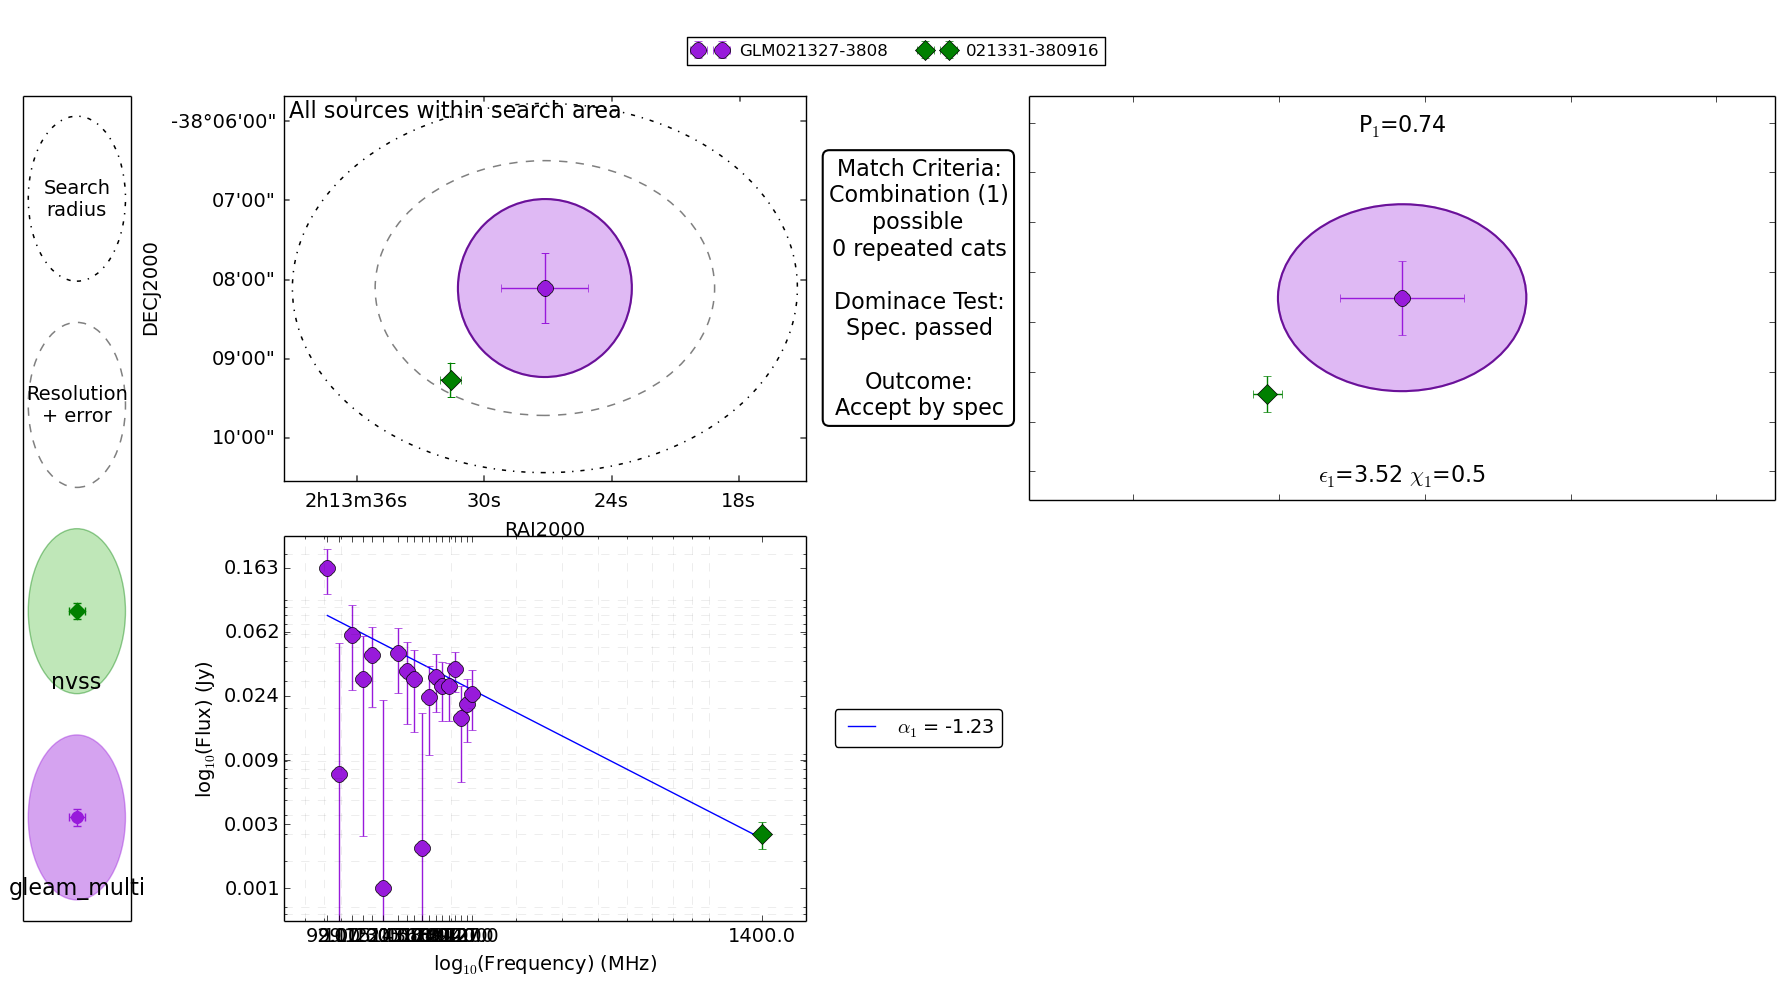 GLM021327-3808 021331-380916
Search
radius
Resolution
+ error
nvss
gleam_multi
All sources within search area
DECJ2000
-38°06'00"
07'00"
08'00"
09'00"
10'00"
2h13m36s 30s 24s 18s
RAJ2000
Match Criteria:
Combination (1)
possible
0 repeated cats
Dominace Test:
Spec. passed
Outcome:
Accept by spec
P₁=0.74
ϵ₁=3.52 χ₁=0.5
log₁₀(Flux) (Jy)
0.163
0.062
0.024
0.009
0.003
0.001
1400.0
log₁₀(Frequency) (MHz)
α₁ = -1.23